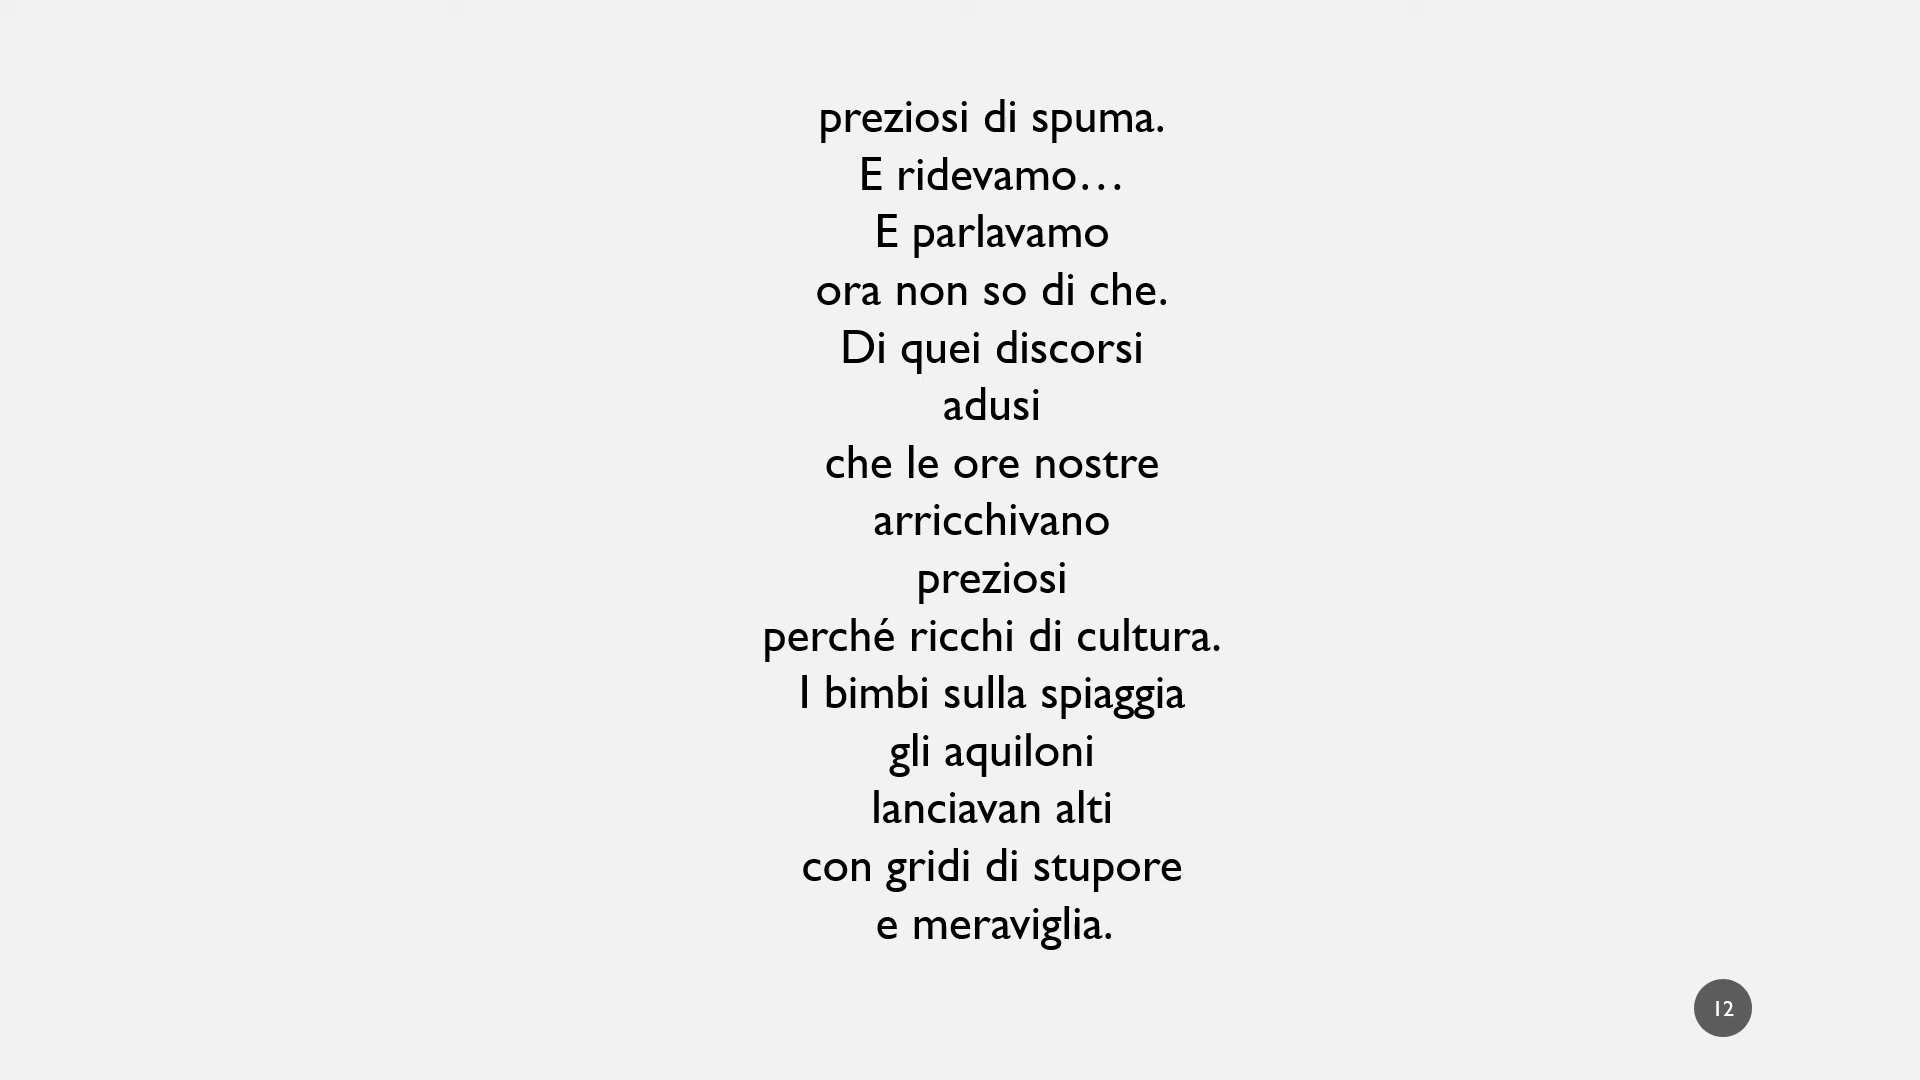 preziosi di spuma.
E ridevamo…
E parlavamo
ora non so di che.
Di quei discorsi
adusi
che le ore nostre
arricchivano
preziosi
perché ricchi di cultura.
I bimbi sulla spiaggia
gli aquiloni
lanciavan alti
con gridi di stupore
e meraviglia.
12